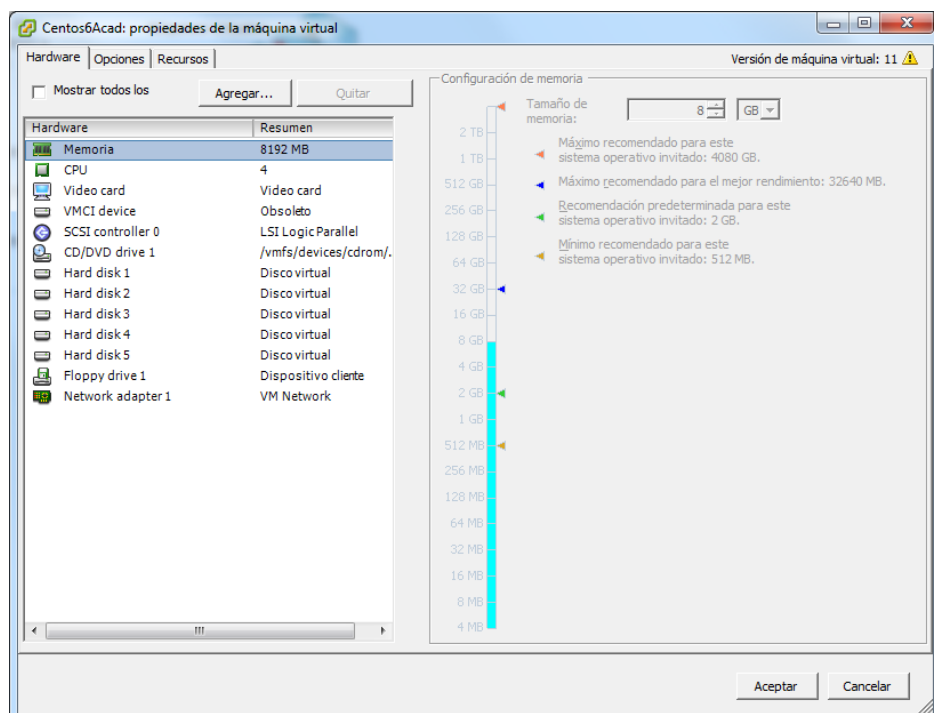 Centos6Acad: propiedades de la máquina virtual
Hardware Opciones Recursos
Versión de máquina virtual: 11
Mostrar todos los Agregar... Quitar
Hardware Resumen
Memoria 8192 MB
CPU 4
Video card Video card
VMCI device Obsoleto
SCSI controller 0 LSI Logic Parallel
CD/DVD drive 1 /vmfs/devices/cdrom/.
Hard disk 1 Disco virtual
Hard disk 2 Disco virtual
Hard disk 3 Disco virtual
Hard disk 4 Disco virtual
Hard disk 5 Disco virtual
Floppy drive 1 Dispositivo cliente
Network adapter 1 VM Network
Configuración de memoria
Tamaño de
memoria:
8 GB
Máximo recomendado para este
sistema operativo invitado: 4080 GB.
Máximo recomendado para el mejor rendimiento: 32640 MB.
Recomendación predeterminada para este
sistema operativo invitado: 2 GB.
Mínimo recomendado para este
sistema operativo invitado: 512 MB.
2 TB
1 TB
512 GB
256 GB
128 GB
64 GB
32 GB
16 GB
8 GB
4 GB
2 GB
1 GB
512 MB
256 MB
128 MB
64 MB
32 MB
16 MB
8 MB
4 MB
Aceptar Cancelar